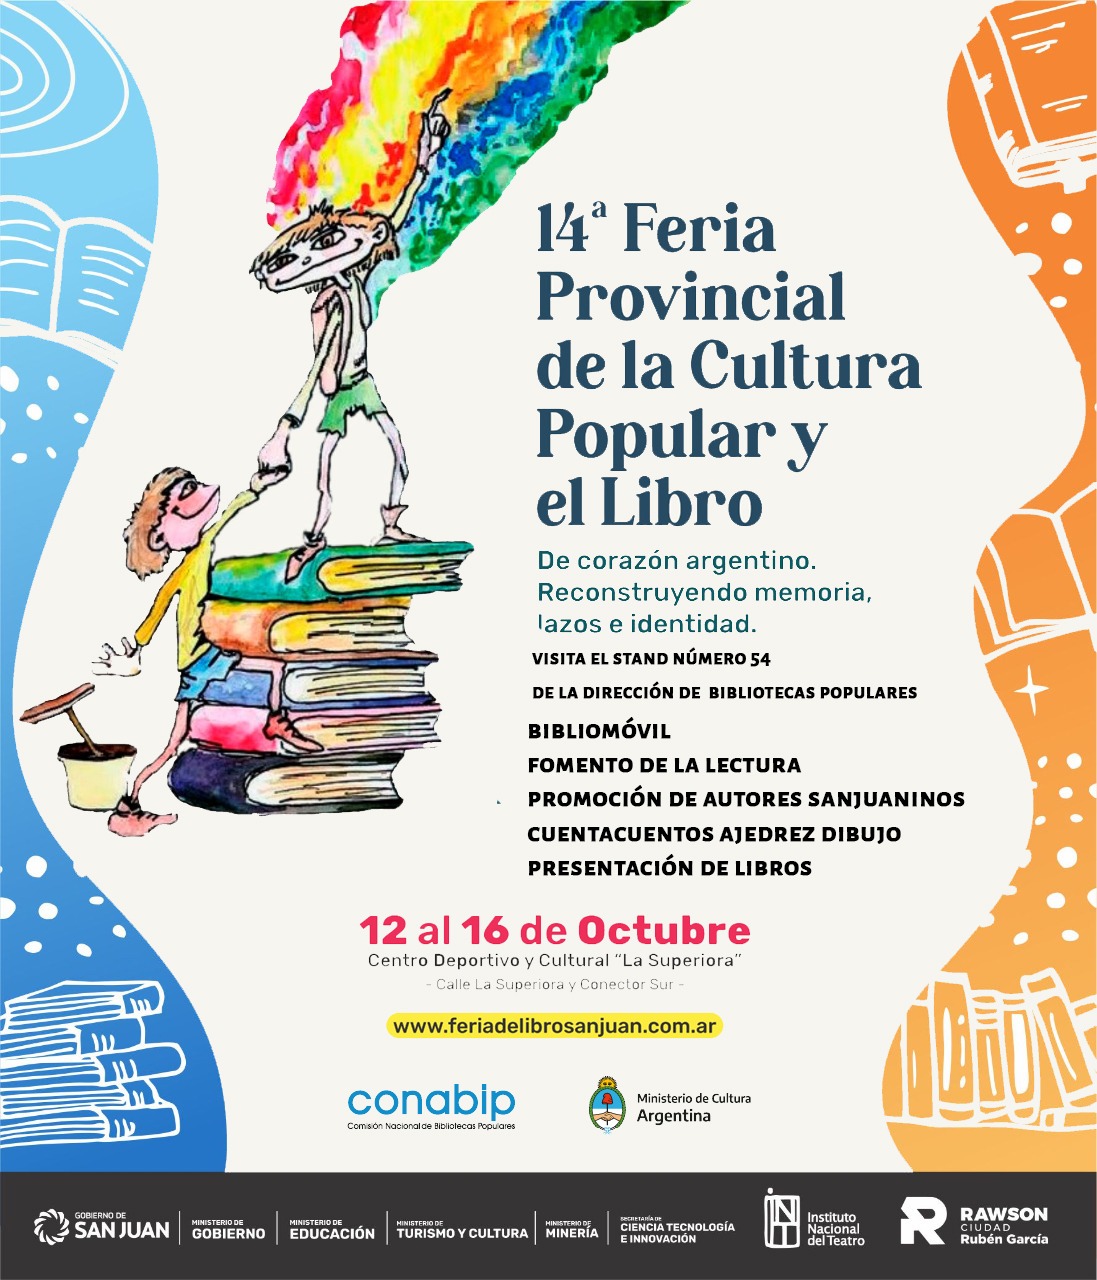 14ª Feria
Provincial
de la Cultura
Popular y
el Libro
De corazón argentino.
Reconstruyendo memoria,
lazos e identidad.
VISITA EL STAND NÚMERO 54
DE LA DIRECCIÓN DE BIBLIOTECAS POPULARES
BIBLIOMÓVIL
FOMENTO DE LA LECTURA
PROMOCIÓN DE AUTORES SANJUANINOS
CUENTACUENTOS AJEDREZ DIBUJO
PRESENTACIÓN DE LIBROS
12 al 16 de Octubre
Centro Deportivo y Cultural “La Superiora”
- Calle La Superiora y Conector Sur -
www.feriadelibrosanjuan.com.ar
conabip
Comisión Nacional de Bibliotecas Populares
Ministerio de Cultura
Argentina
GOBIERNO DE
SAN JUAN
MINISTERIO DE
GOBIERNO
MINISTERIO DE
EDUCACIÓN
MINISTERIO DE
TURISMO Y CULTURA
MINISTERIO DE
MINERÍA
SECRETARÍA DE
CIENCIA TECNOLOGÍA
E INNOVACIÓN
Instituto
Nacional
del Teatro
RAWSON
CIUDAD
Rubén García